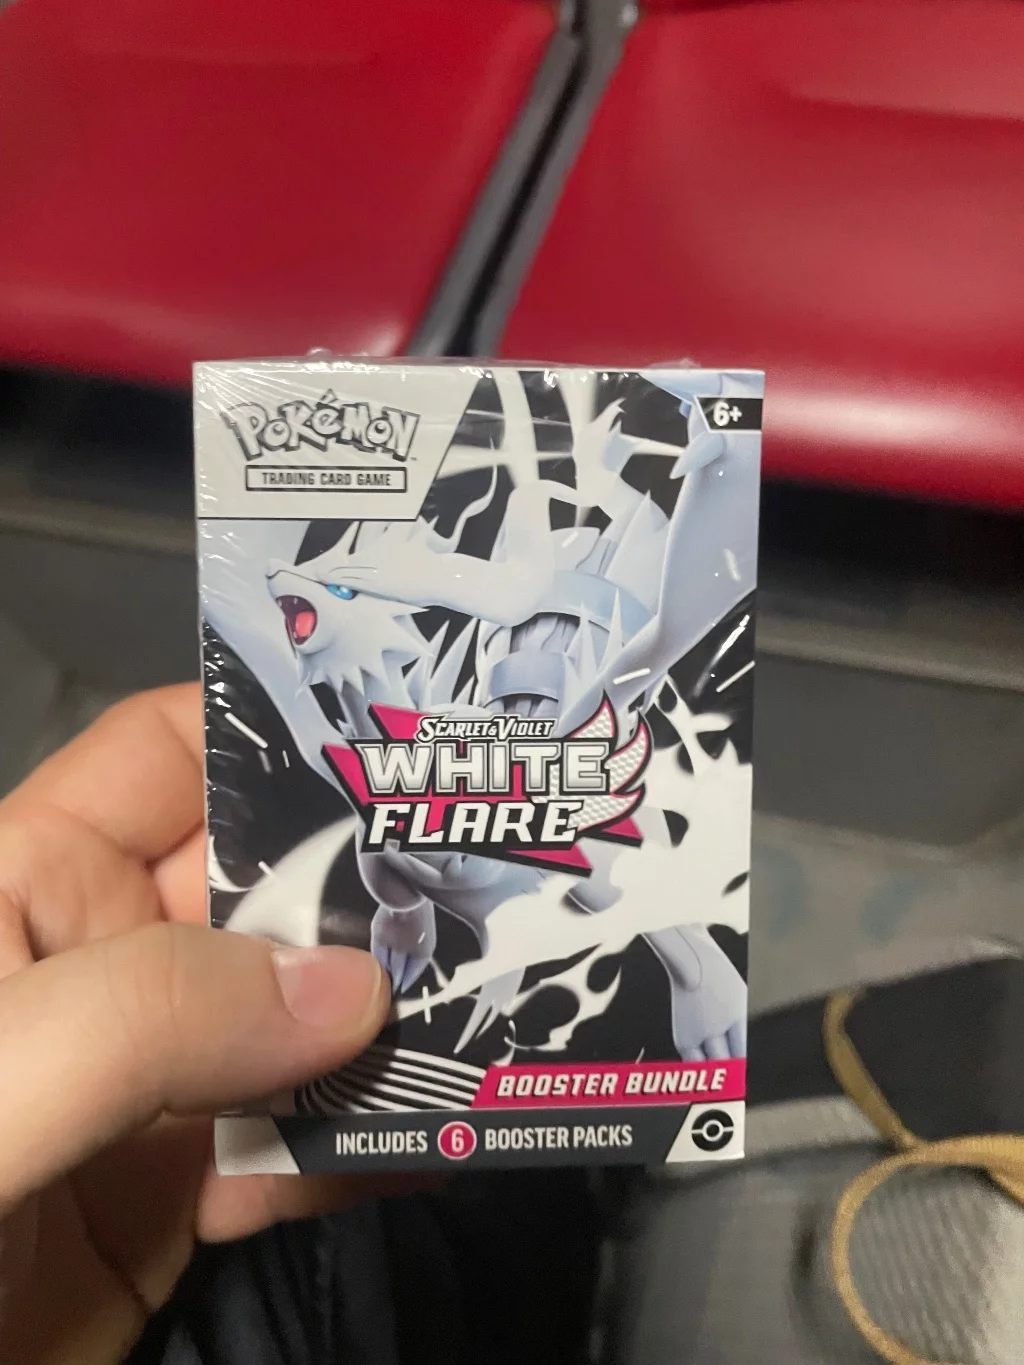 POKéMON
TRADING CARD GAME
6+
SCARLET & VIOLET
WHITE
FLARE
BOOSTER BUNDLE
INCLUDES 6 BOOSTER PACKS